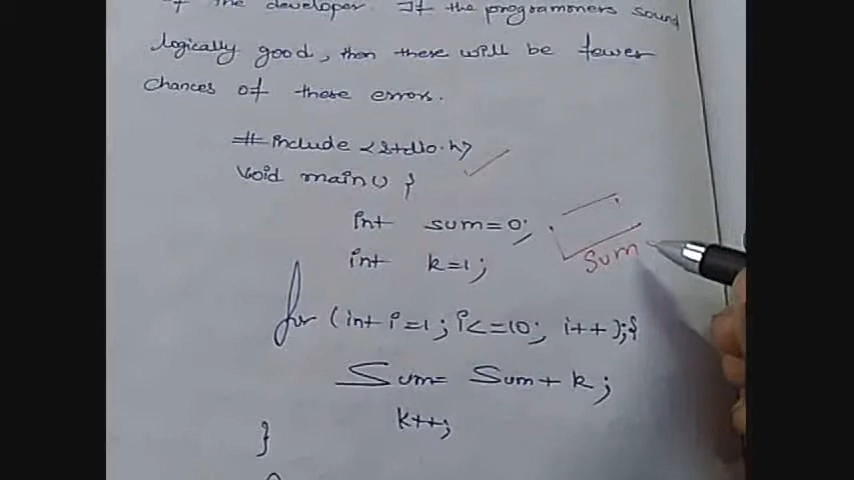 of the developer. If the programmers sound
logically good, then there will be fewer
chances of these errors.
# include <stdio.h>
Void main() {
int sum=0;
int k=1;
Sum
for (int i=1; i<=10; i++);{
Sum= Sum+k;
k++;
}